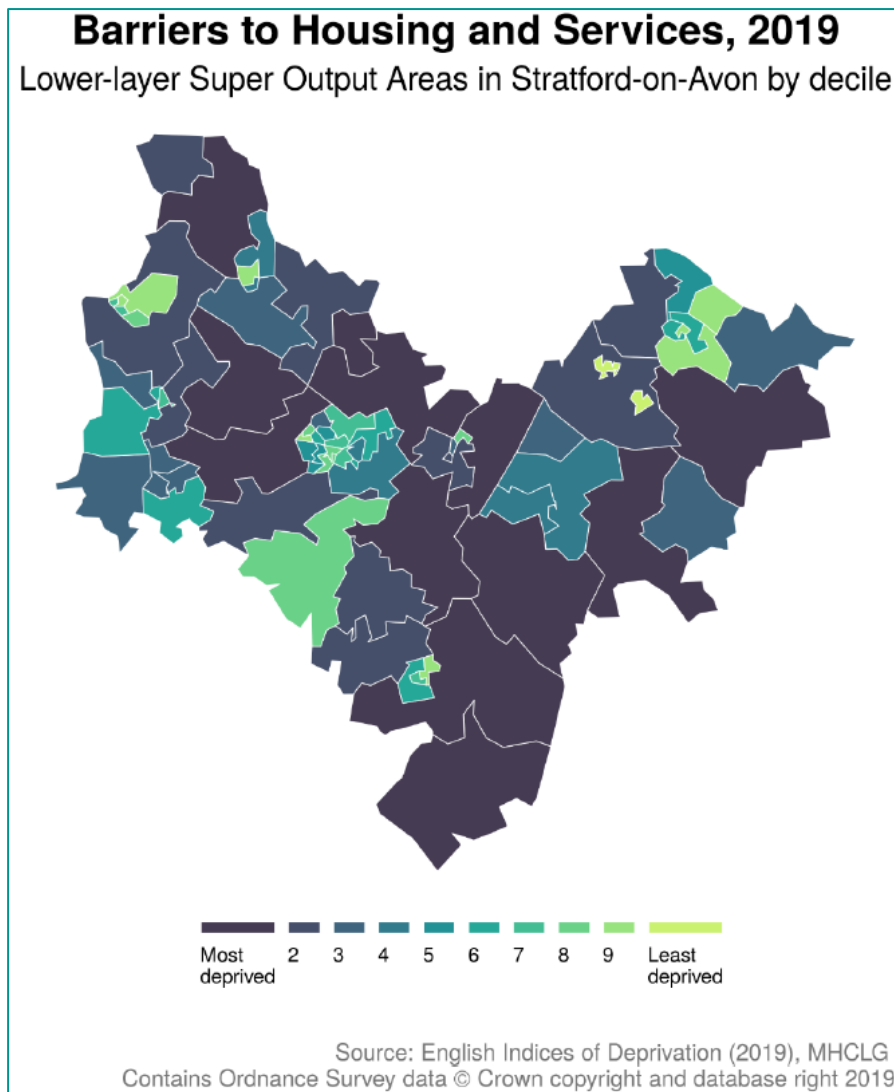 Barriers to Housing and Services, 2019
Lower-layer Super Output Areas in Stratford-on-Avon by decile
Most deprived 2 3 4 5 6 7 8 9 Least deprived
Source: English Indices of Deprivation (2019), MHCLG
Contains Ordnance Survey data © Crown copyright and database right 2019